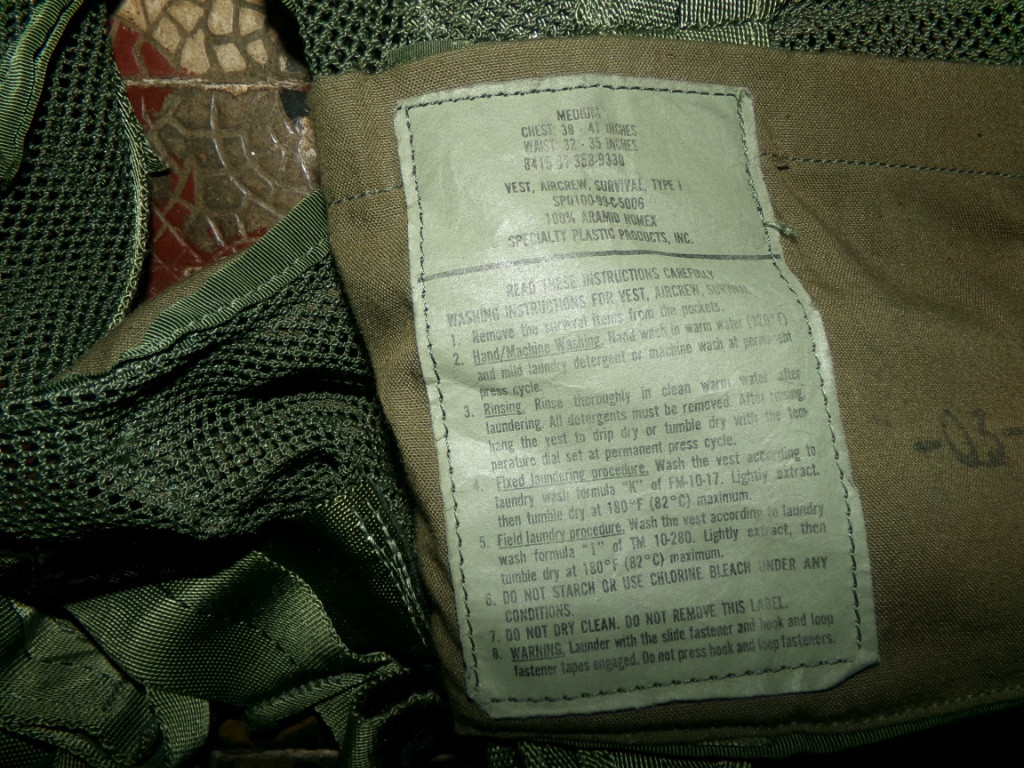 MEDIUM
CHEST 38 - 41 INCHES
WAIST 32 - 35 INCHES
8415-01-353-9330
VEST, AIRCREW, SURVIVAL, TYPE I
SPO100-99-C-5006
100% ARAMID NOMEX
SPECIALTY PLASTIC PRODUCTS, INC.
READ THESE INSTRUCTIONS CAREFULLY
WASHING INSTRUCTIONS FOR VEST, AIRCREW, SURVIVAL
1. Remove the survival items from the pockets.
2. Hand/Machine Washing. Hand wash in warm water (120°F)
and mild laundry detergent or machine wash at permanent
press cycle.
3. Rinsing. Rinse thoroughly in clean warm water after
laundering. All detergents must be removed. After rinsing,
hang the vest to drip dry or tumble dry with the tem-
perature dial set at permanent press cycle.
4. Fixed laundering procedure. Wash the vest according to
laundry wash formula "K" of FM-10-17. Lightly extract.
then tumble dry at 180°F (82°C) maximum.
5. Field laundry procedure. Wash the vest according to laundry
wash formula "1" of TM 10-280. Lightly extract, then
tumble dry at 180°F (82°C) maximum.
6. DO NOT STARCH OR USE CHLORINE BLEACH UNDER ANY
CONDITIONS.
7. DO NOT DRY CLEAN. DO NOT REMOVE THIS LABEL.
8. WARNING. Launder with the slide fastener and hook and loop
fastener tapes engaged. Do not press hook and loop fasteners.
-03-